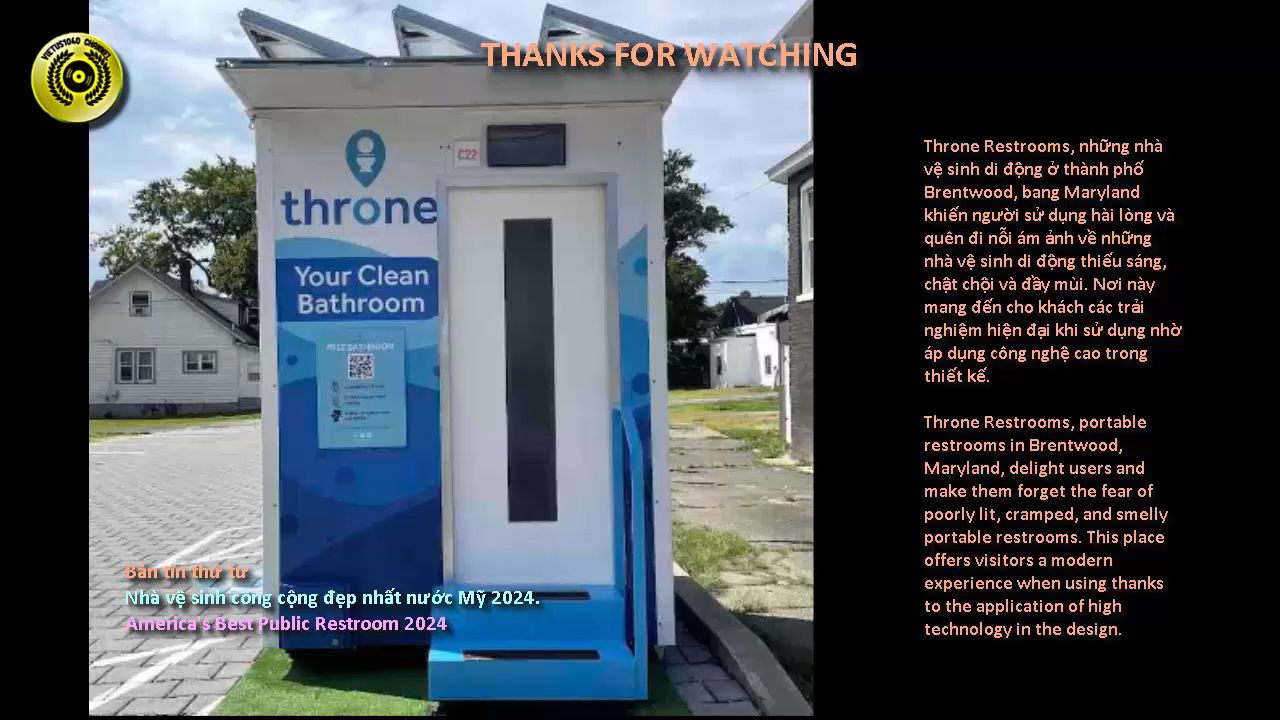 THANKS FOR WATCHING
VIETUS1040 CHANNEL
C22
throne
Your Clean
Bathroom
FREE BATHROOM
Throne Restrooms, những nhà
vệ sinh di động ở thành phố
Brentwood, bang Maryland
khiến người sử dụng hài lòng và
quên đi nỗi ám ảnh về những
nhà vệ sinh di động thiếu sáng,
chật chội và đầy mùi. Nơi này
mang đến cho khách các trải
nghiệm hiện đại khi sử dụng nhờ
áp dụng công nghệ cao trong
thiết kế.
Throne Restrooms, portable
restrooms in Brentwood,
Maryland, delight users and
make them forget the fear of
poorly lit, cramped, and smelly
portable restrooms. This place
offers visitors a modern
experience when using thanks
to the application of high
technology in the design.
Bản tin thứ tư
Nhà vệ sinh công cộng đẹp nhất nước Mỹ 2024.
America's Best Public Restroom 2024